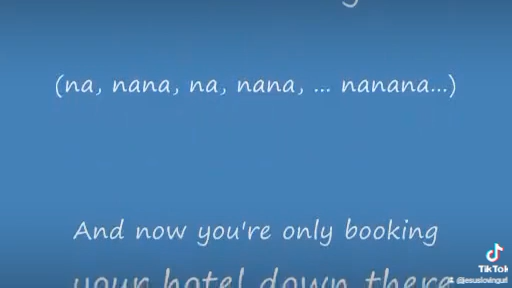 (na, nana, na, nana, ... nanana...)
And now you're only booking
your hotel down there
TikTok